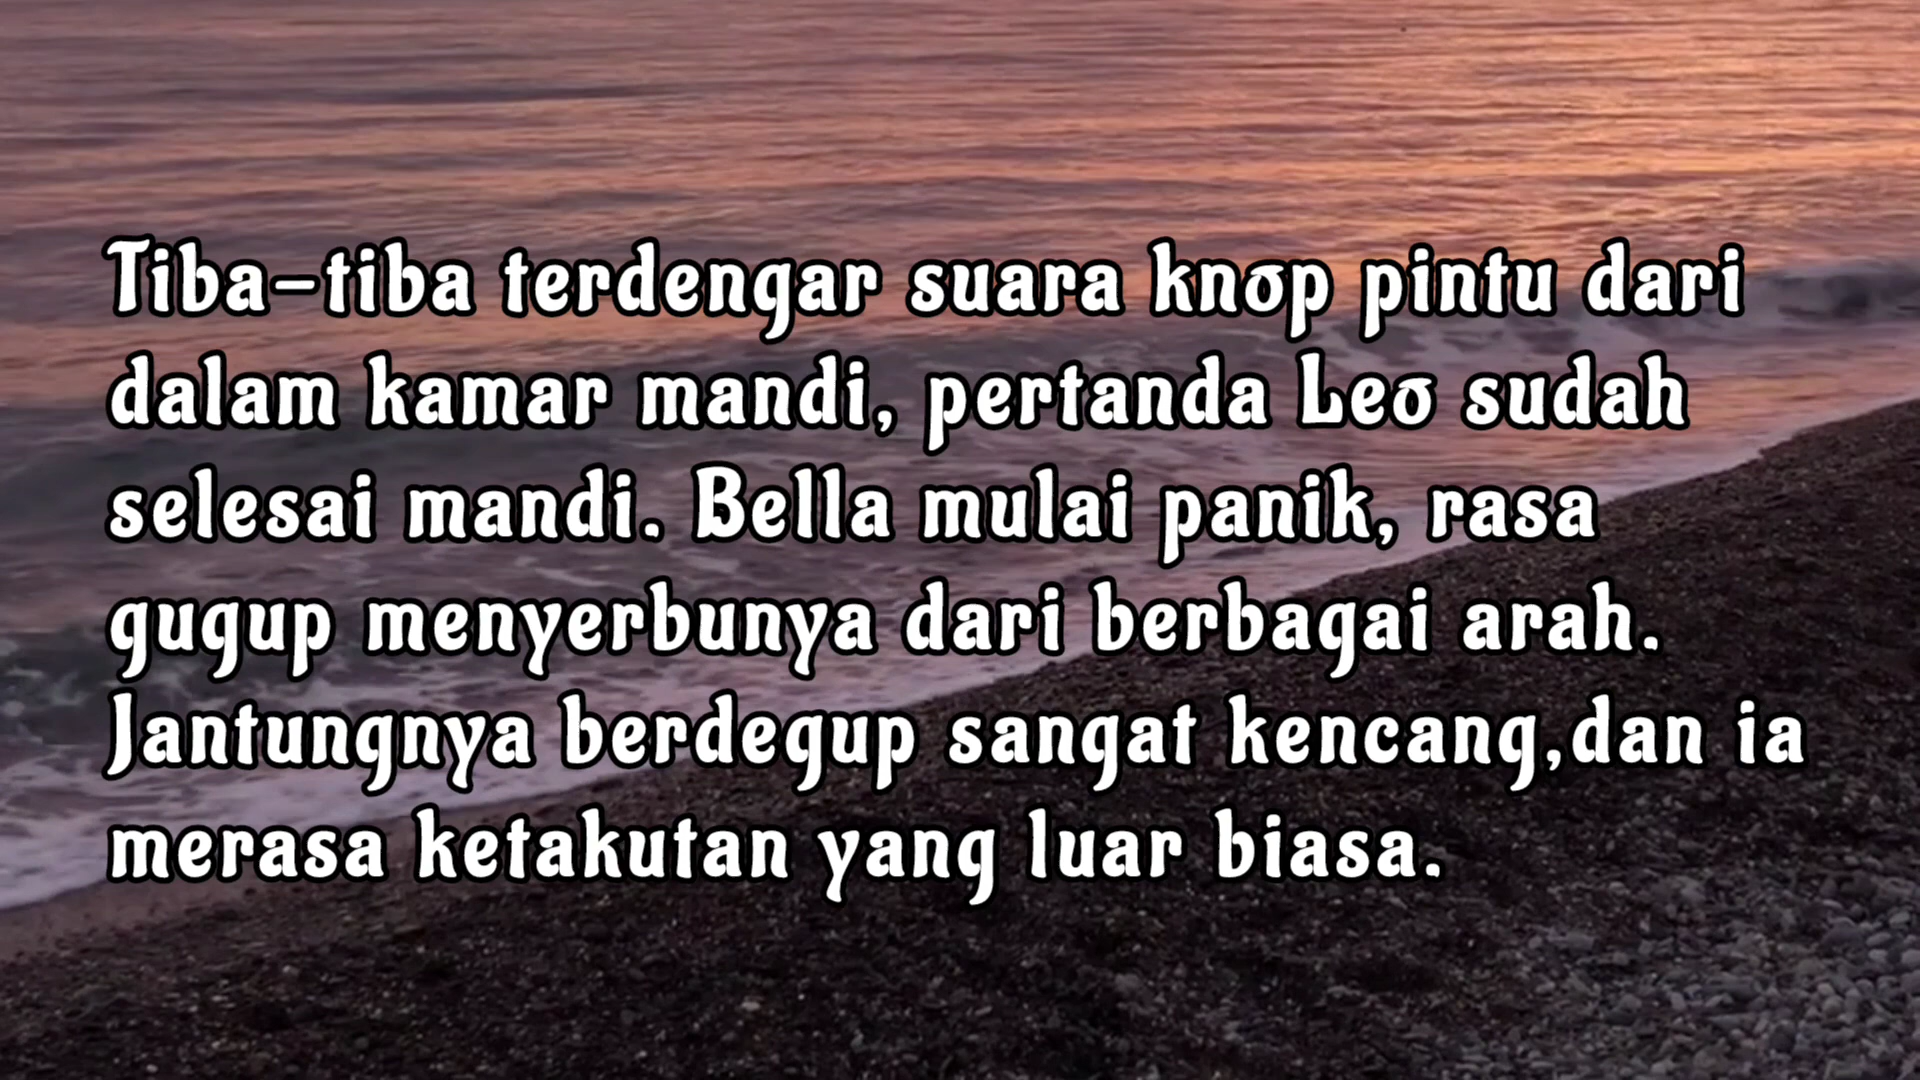 Tiba-tiba terdengar suara knop pintu dari
dalam kamar mandi, pertanda Leo sudah
selesai mandi. Bella mulai panik, rasa
gugup menyerbunya dari berbagai arah.
Jantungnya berdegup sangat kencang,dan ia
merasa ketakutan yang luar biasa.